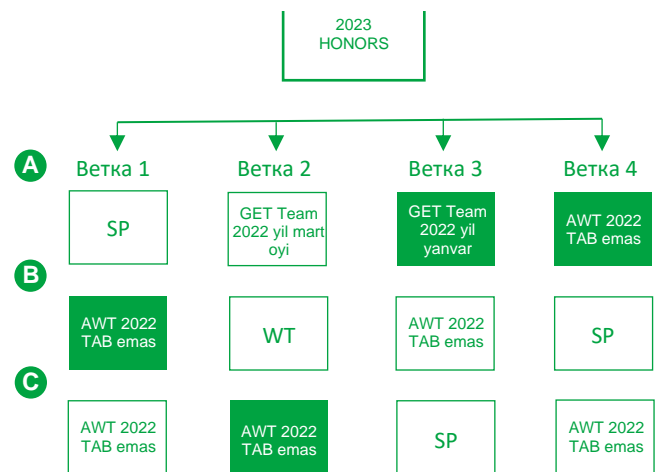 2023
HONORS
A
Ветка 1
Ветка 2
Ветка 3
Ветка 4
SP
GET Team
2022 yil mart
oyi
GET Team
2022 yil
yanvar
AWT 2022
TAB emas
B
AWT 2022
TAB emas
WT
AWT 2022
TAB emas
SP
C
AWT 2022
TAB emas
AWT 2022
TAB emas
SP
AWT 2022
TAB emas